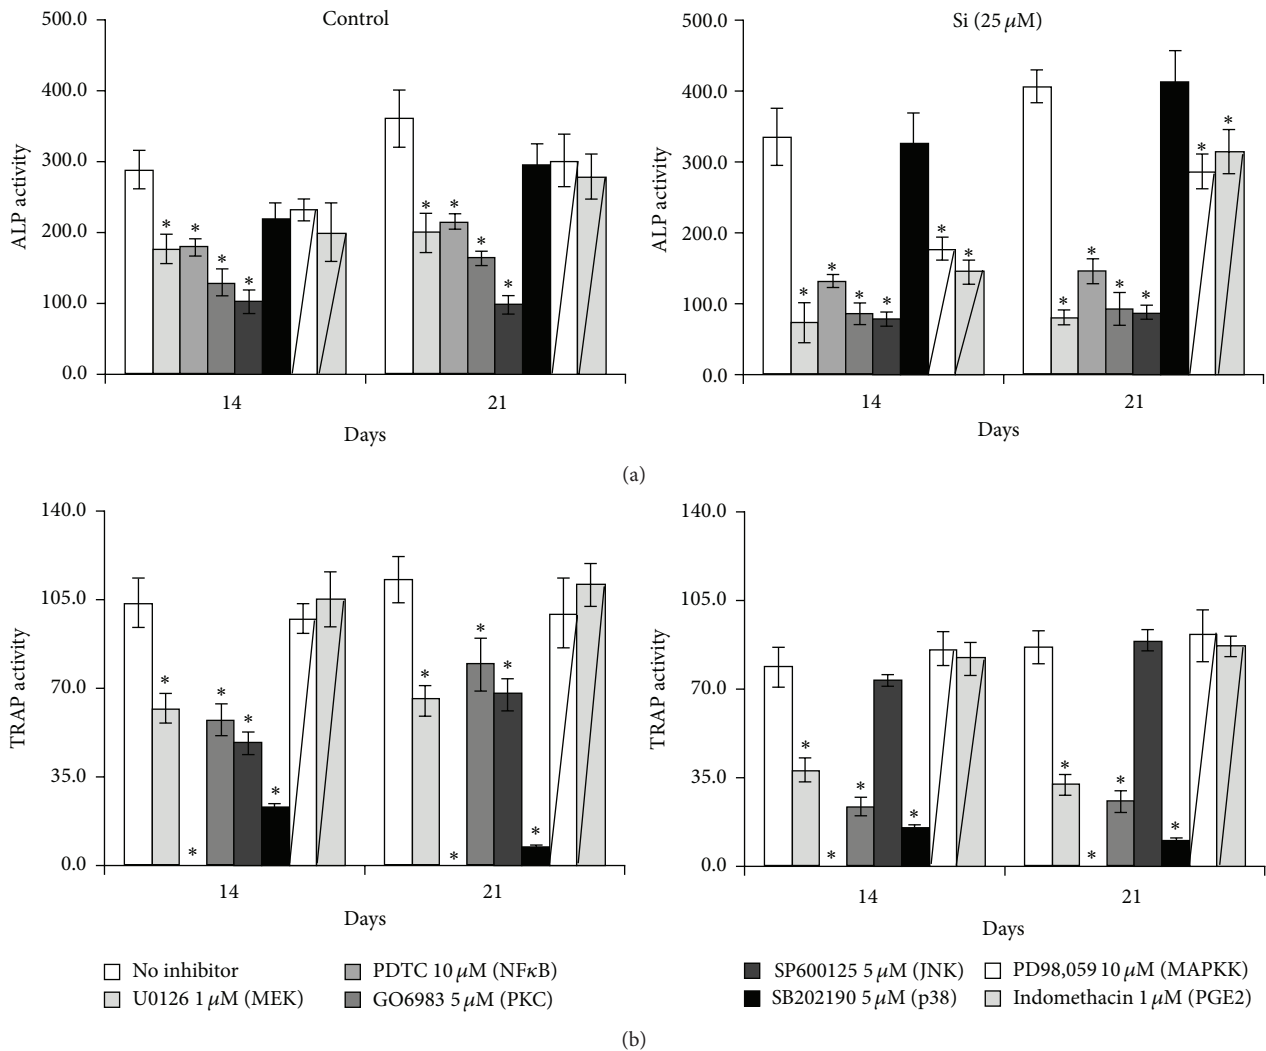 Control
Si (25 μM)
500.0
400.0
300.0
200.0
100.0
0.0
ALP activity
* * * *
* * * *
14
21
Days
500.0
400.0
300.0
200.0
100.0
0.0
ALP activity
* * * * * *
* * * * * *
14
21
Days
(a)
140.0
105.0
70.0
35.0
0.0
TRAP activity
* * * * *
* * * * *
14
21
Days
140.0
105.0
70.0
35.0
0.0
TRAP activity
* * * *
* * * *
14
21
Days
No inhibitor
U0126 1 μM (MEK)
PDTC 10 μM (NFκB)
GO6983 5 μM (PKC)
SP600125 5 μM (JNK)
SB202190 5 μM (p38)
PD98,059 10 μM (MAPKK)
Indomethacin 1 μM (PGE2)
(b)